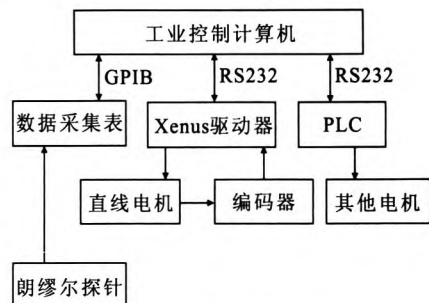 工业控制计算机
GPIB
RS232
RS232
数据采集表
Xenus驱动器
PLC
直线电机
编码器
其他电机
朗缪尔探针